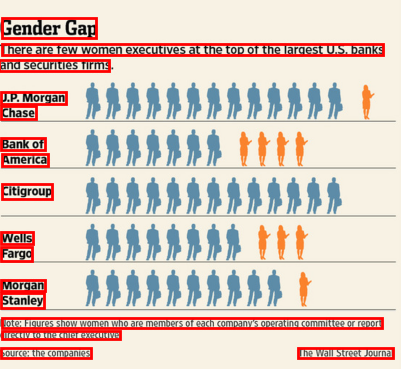 Gender Gap
There are few women executives at the top of the largest U.S. banks
and securities firms.
J.P. Morgan
Chase
Bank of
America
Citigroup
Wells
Fargo
Morgan
Stanley
Note: Figures show women who are members of each company's operating committee or report
directly to the chief executive
Source: the companies
The Wall Street Journal